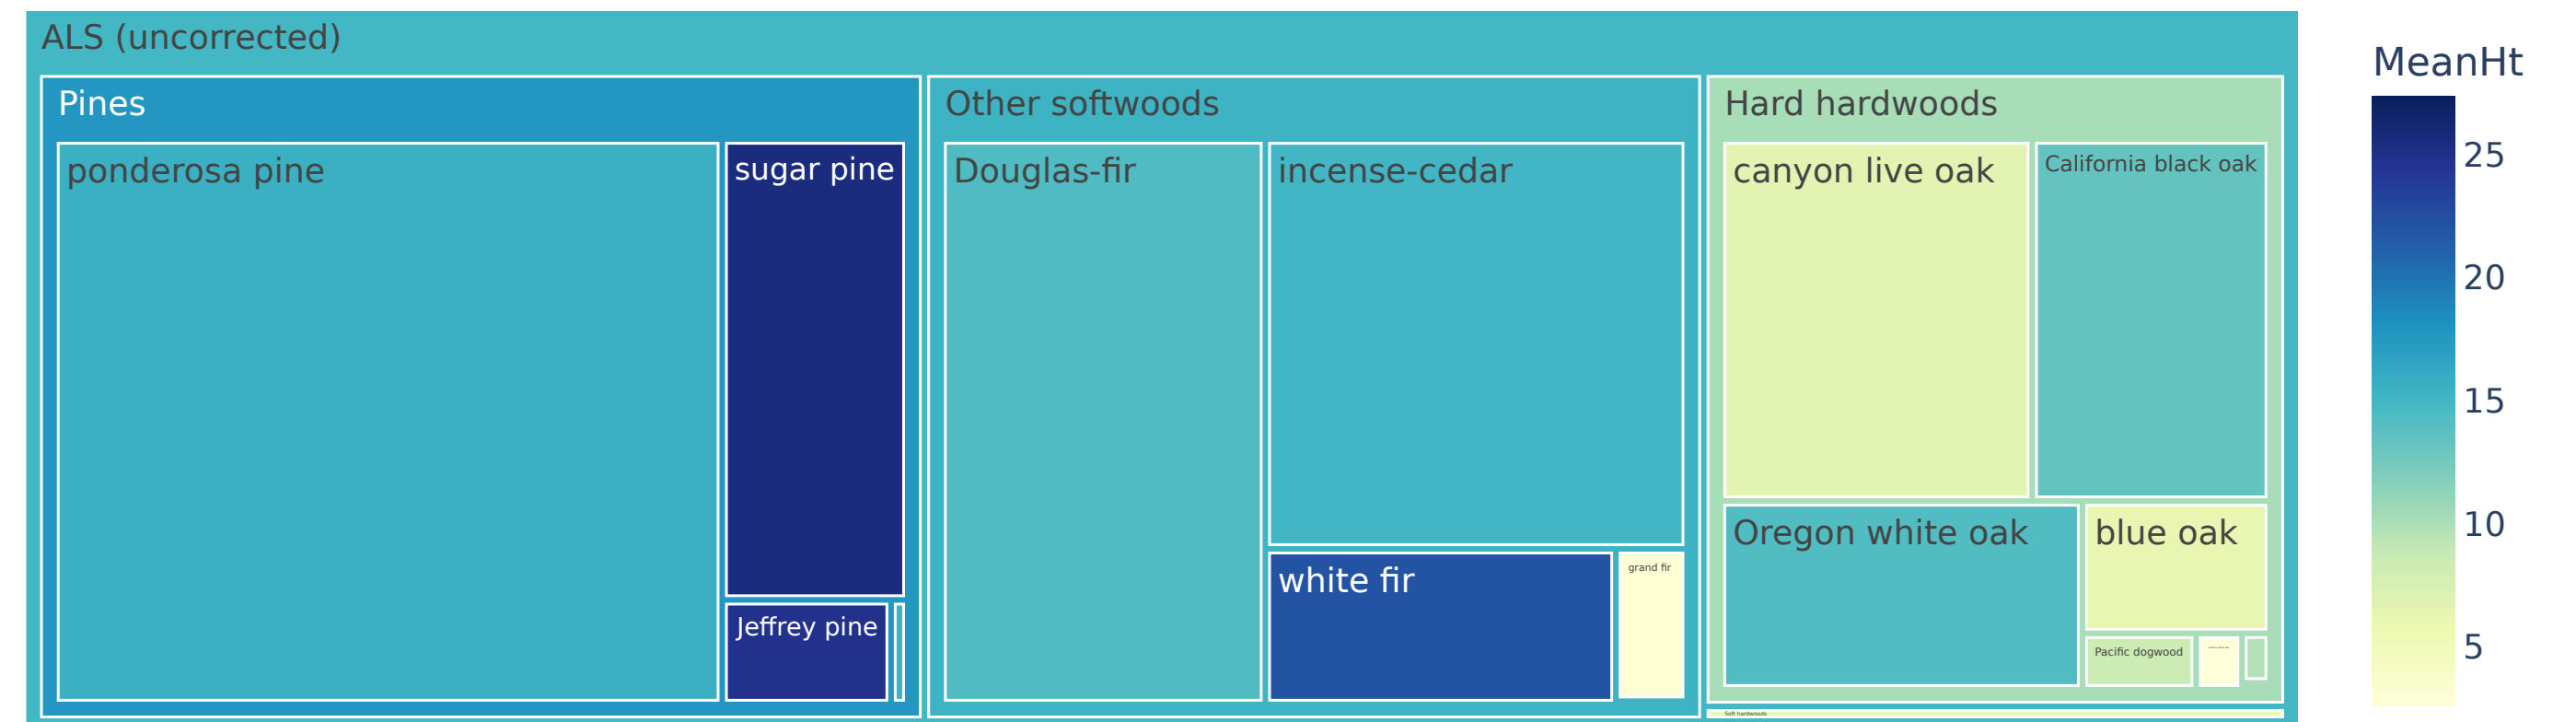 ALS (uncorrected)
Pines
ponderosa pine
sugar pine
Jeffrey pine
Other softwoods
Douglas-fir
incense-cedar
white fir
grand fir
Hard hardwoods
canyon live oak
California black oak
Oregon white oak
blue oak
Pacific dogwood
Soft hardwoods
MeanHt
25
20
15
10
5